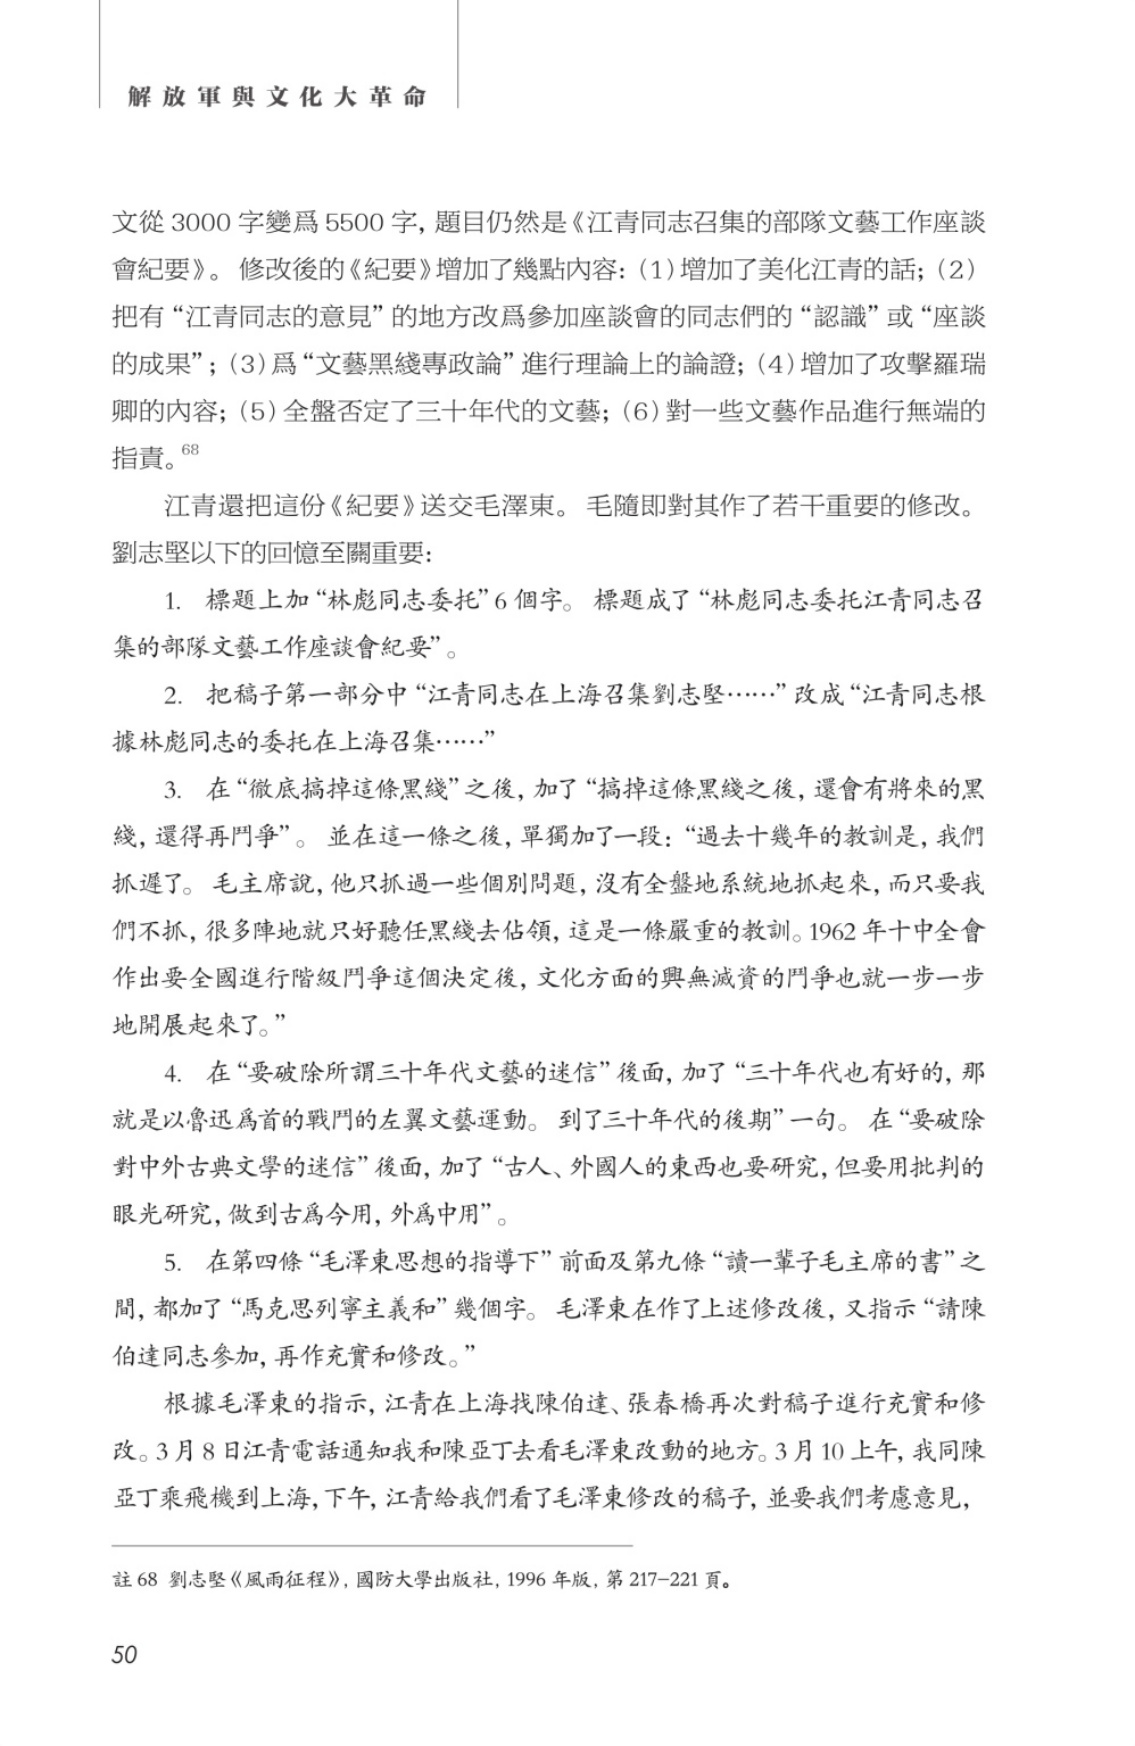 解放軍與文化大革命
文從 3000 字變爲 5500 字, 題目仍然是《江青同志召集的部隊文藝工作座談
會紀要》。 修改後的《紀要》增加了幾點內容: (1) 增加了美化江青的話; (2)
把有 “江青同志的意見” 的地方改爲參加座談會的同志們的 “認識” 或 “座談
的成果” ; (3) 爲 “文藝黑綫專政論” 進行理論上的論證; (4) 增加了攻擊羅瑞
卿的內容; (5) 全盤否定了三十年代的文藝; (6) 對一些文藝作品進行無端的
指責。68
江青還把這份《紀要》送交毛澤東。 毛隨即對其作了若干重要的修改。
劉志堅以下的回憶至關重要:
1. 標題上加 “林彪同志委托” 6 個字。 標題成了 “林彪同志委托江青同志召
集的部隊文藝工作座談會紀要” 。
2. 把稿子第一部分中 “江青同志在上海召集劉志堅……” 改成 “江青同志根
據林彪同志的委托在上海召集……”
3. 在 “徹底搞掉這條黑綫” 之後, 加了 “搞掉這條黑綫之後, 還會有將來的黑
綫, 還得再鬥爭” 。 並在這一條之後, 單獨加了一段: “過去十幾年的教訓是, 我們
抓遲了。 毛主席說, 他只抓過一些個別問題, 沒有全盤地系統地抓起來, 而只要我
們不抓, 很多陣地就只好聽任黑綫去佔領, 這是一條嚴重的教訓。1962 年十中全會
作出要全國進行階級鬥爭這個決定後, 文化方面的興無滅資的鬥爭也就一步一步
地開展起來了。”
4. 在 “要破除所謂三十年代文藝的迷信” 後面, 加了 “三十年代也有好的, 那
就是以魯迅爲首的戰鬥的左翼文藝運動。 到了三十年代的後期” 一句。 在 “要破除
對中外古典文學的迷信” 後面, 加了 “古人、外國人的東西也要研究, 但要用批判的
眼光研究, 做到古爲今用, 外爲中用” 。
5. 在第四條 “毛澤東思想的指導下” 前面及第九條 “讀一輩子毛主席的書” 之
間, 都加了 “馬克思列寧主義和” 幾個字。 毛澤東在作了上述修改後, 又指示 “請陳
伯達同志參加, 再作充實和修改。”
根據毛澤東的指示, 江青在上海找陳伯達、張春橋再次對稿子進行充實和修
改。3 月 8 日江青電話通知我和陳亞丁去看毛澤東改動的地方。3 月 10 上午, 我同陳
亞丁乘飛機到上海, 下午, 江青給我們看了毛澤東修改的稿子, 並要我們考慮意見,
註 68 劉志堅《風雨征程》, 國防大學出版社, 1996 年版, 第 217–221 頁。
50